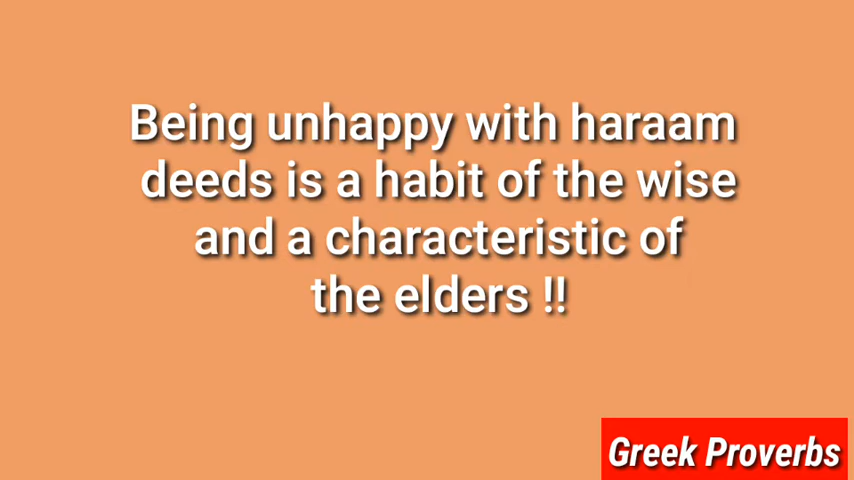 Being unhappy with haraam
deeds is a habit of the wise
and a characteristic of
the elders !!
Greek Proverbs